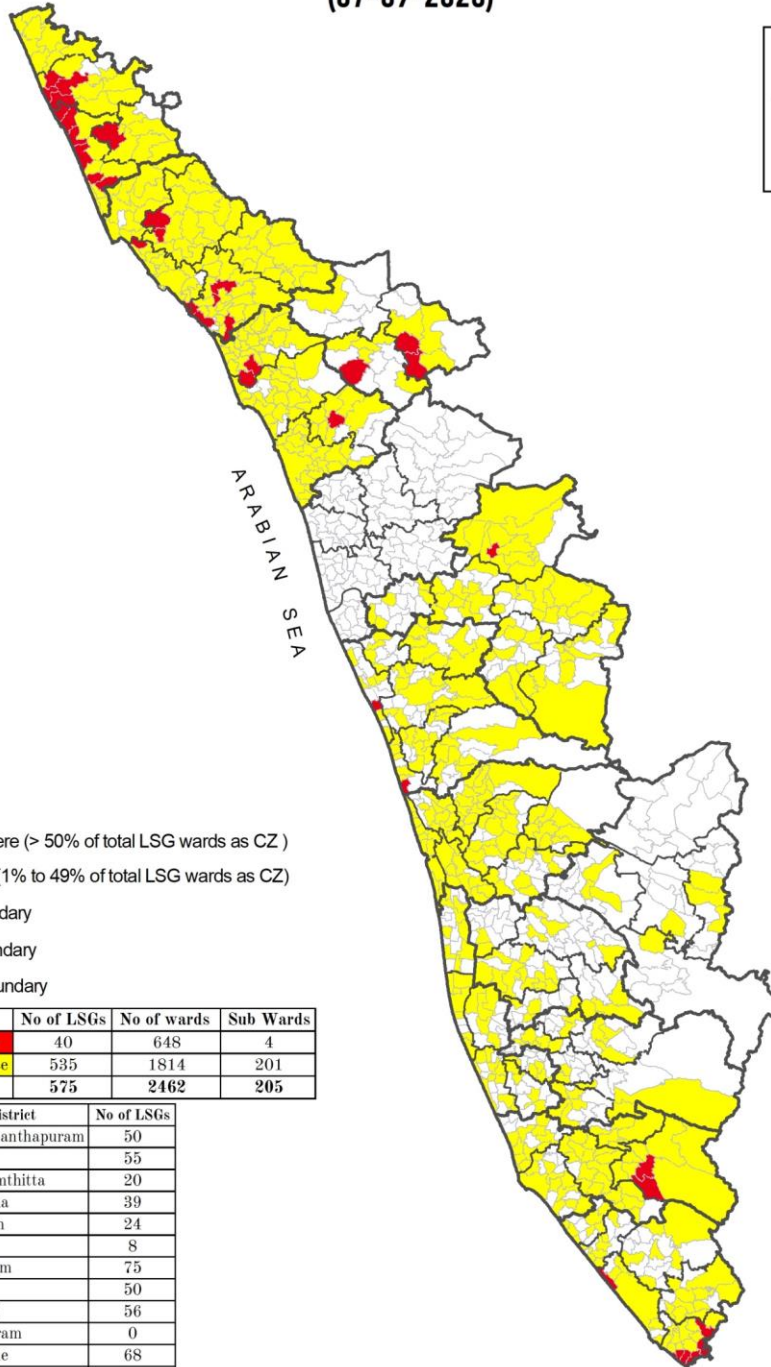 ARABIAN SEA
ere (> 50% of total LSG wards as CZ )
(1% to 49% of total LSG wards as CZ)
dary
ndary
undary
No of LSGs No of wards Sub Wards
40 648 4
e 535 1814 201
575 2462 205
istrict No of LSGs
anthapuram 50
55
nthitta 20
a 39
n 24
8
m 75
50
56
ram 0
e 68